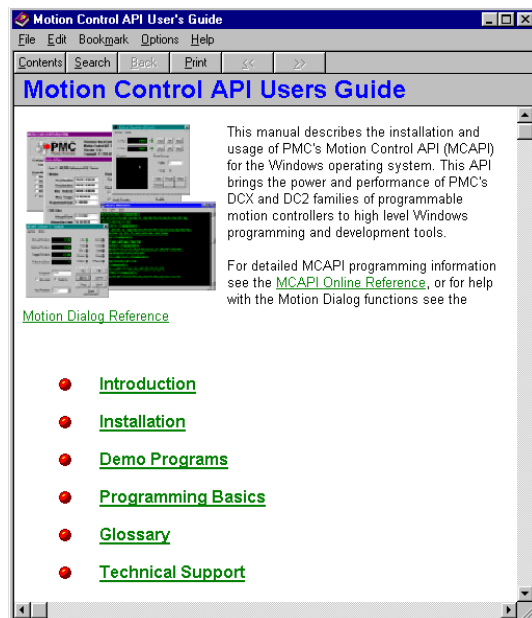 Motion Control API User's Guide
File Edit Bookmark Options Help
Contents Search Back Print << >>
Motion Control API Users Guide
PMC
This manual describes the installation and
usage of PMC's Motion Control API (MCAPI)
for the Windows operating system. This API
brings the power and performance of PMC's
DCX and DC2 families of programmable
motion controllers to high level Windows
programming and development tools.
For detailed MCAPI programming information
see the MCAPI Online Reference, or for help
with the Motion Dialog functions see the
Motion Dialog Reference
Introduction
Installation
Demo Programs
Programming Basics
Glossary
Technical Support